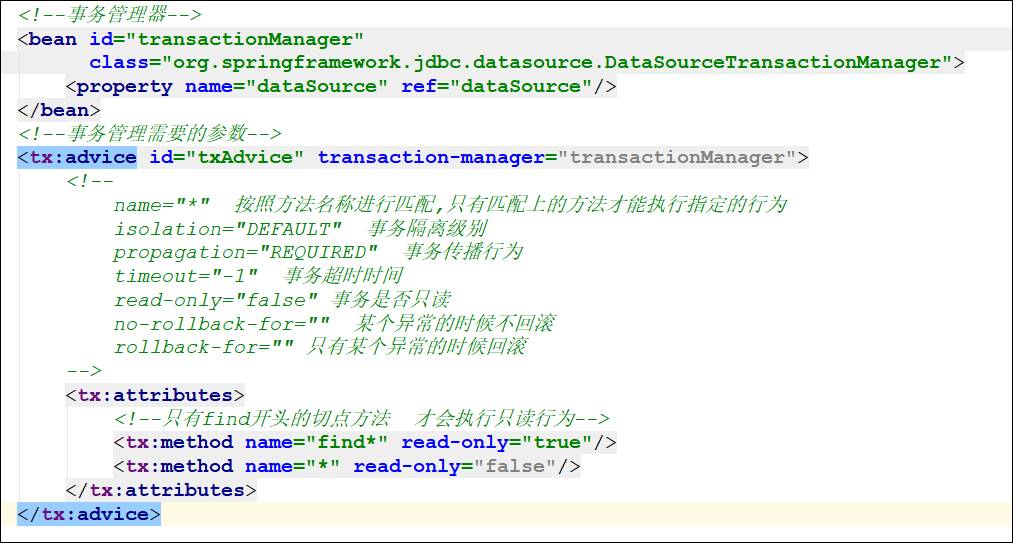 <!--事务管理器-->
<bean id="transactionManager"
class="org.springframework.jdbc.datasource.DataSourceTransactionManager">
<property name="dataSource" ref="dataSource"/>
</bean>
<!--事务管理需要的参数-->
<tx:advice id="txAdvice" transaction-manager="transactionManager">
<!--
name="*" 按照方法名称进行匹配,只有匹配上的方法才能执行指定的行为
isolation="DEFAULT" 事务隔离级别
propagation="REQUIRED" 事务传播行为
timeout="-1" 事务超时时间
read-only="false" 事务是否只读
no-rollback-for="" 某个异常的时候不回滚
rollback-for="" 只有某个异常的时候回滚
-->
<tx:attributes>
<!--只有find开头的切点方法 才会执行只读行为-->
<tx:method name="find*" read-only="true"/>
<tx:method name="*" read-only="false"/>
</tx:attributes>
</tx:advice>